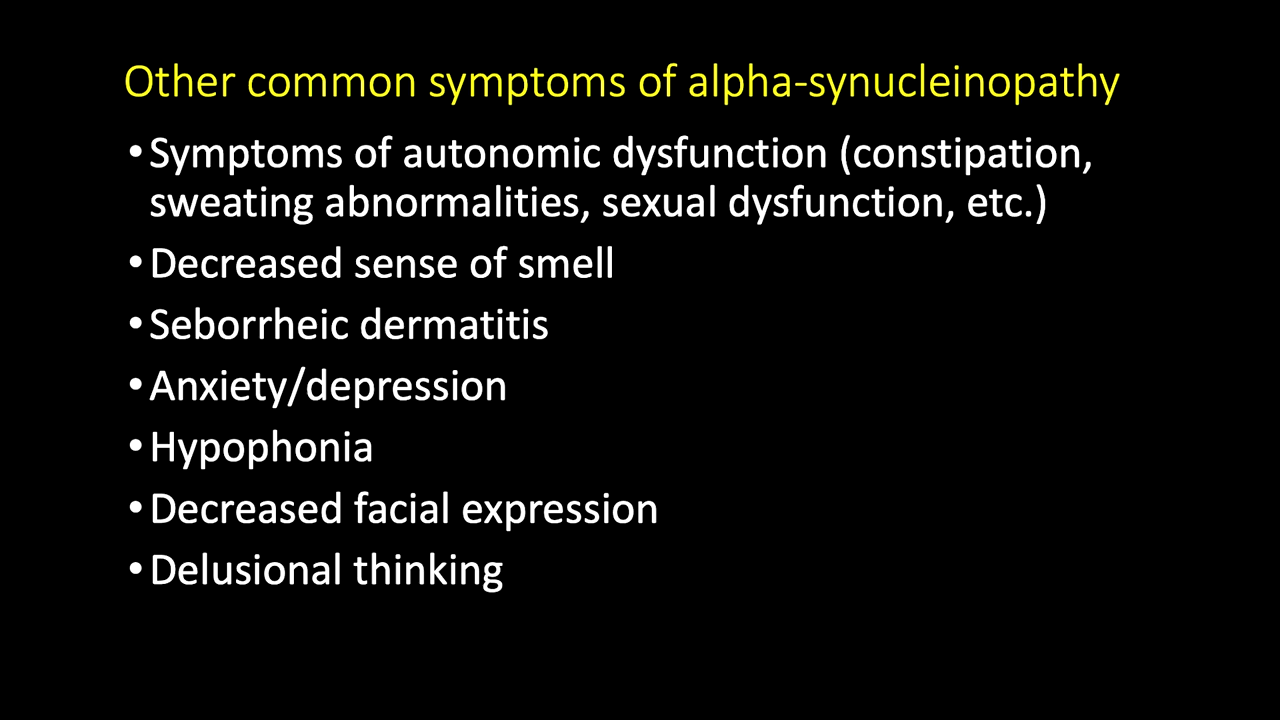 Other common symptoms of alpha-synucleinopathy
•Symptoms of autonomic dysfunction (constipation,
sweating abnormalities, sexual dysfunction, etc.)
•Decreased sense of smell
•Seborrheic dermatitis
•Anxiety/depression
•Hypophonia
•Decreased facial expression
•Delusional thinking